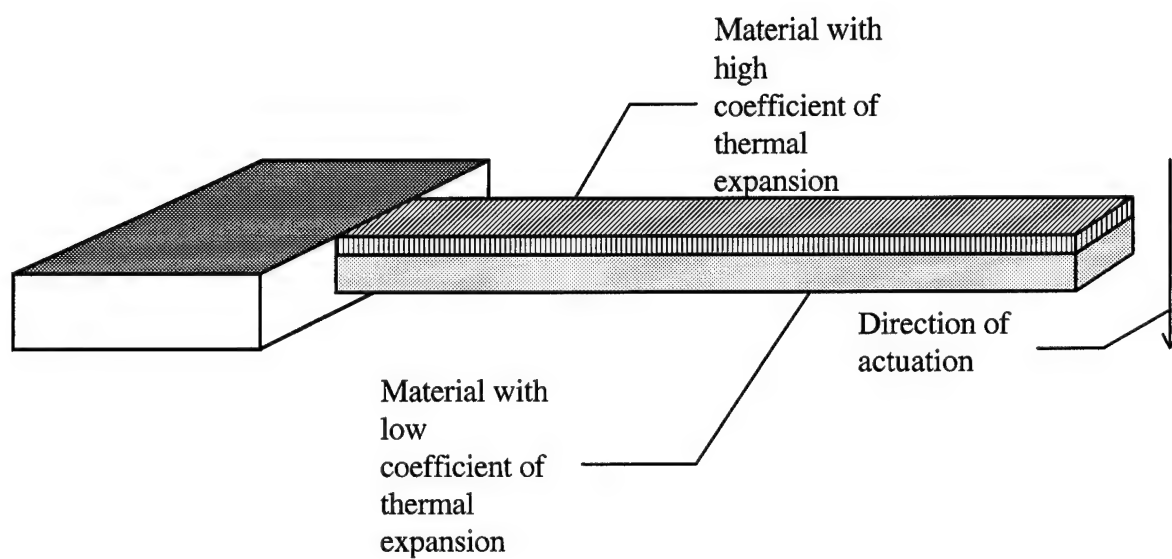 Material with
high
coefficient of
thermal
expansion
Direction of
actuation
Material with
low
coefficient of
thermal
expansion